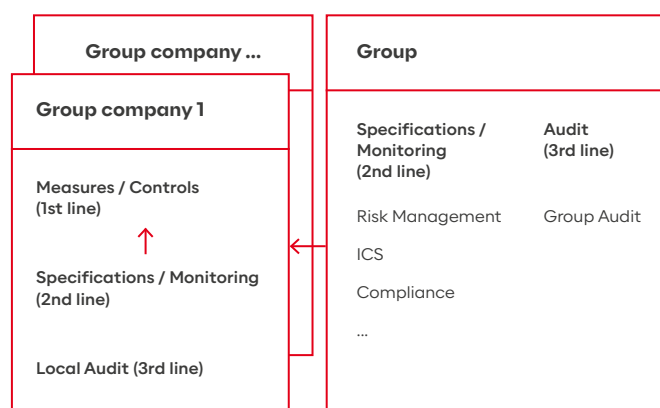 Group company ...
Group company 1
Measures / Controls
(1st line)
Specifications / Monitoring
(2nd line)
Local Audit (3rd line)
Group
Specifications /
Monitoring
(2nd line)
Risk Management
ICS
Compliance
...
Audit
(3rd line)
Group Audit